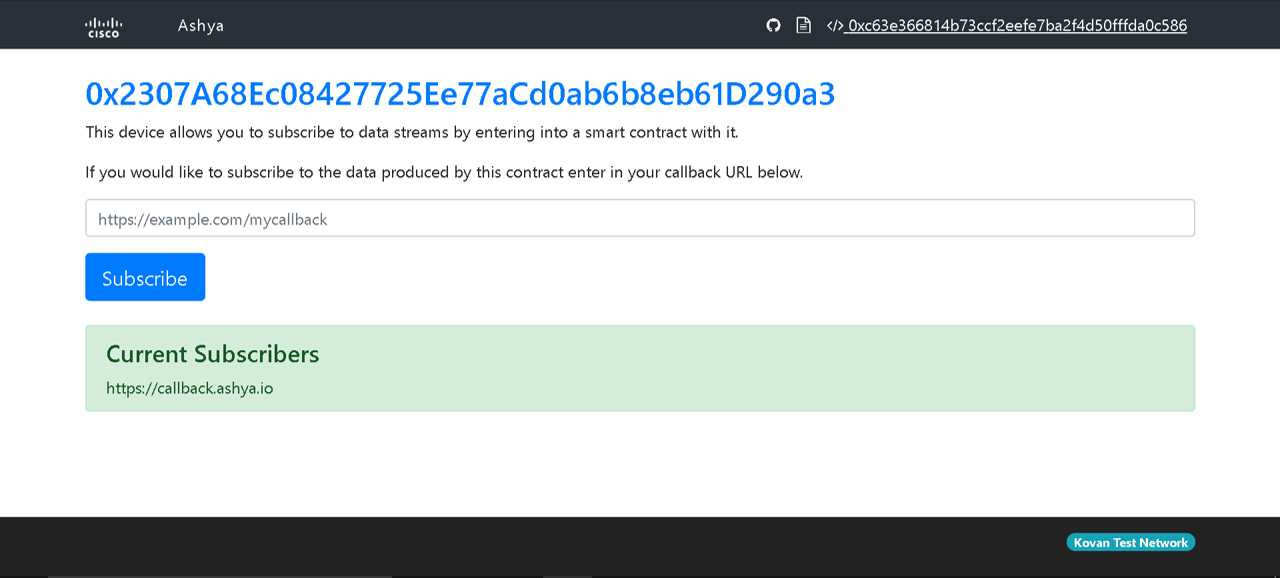 cisco
Ashya
</> 0xc63e366814b73ccf2eefe7ba2f4d50fffda0c586
0x2307A68Ec08427725Ee77aCd0ab6b8eb61D290a3
This device allows you to subscribe to data streams by entering into a smart contract with it.
If you would like to subscribe to the data produced by this contract enter in your callback URL below.
https://example.com/mycallback
Subscribe
Current Subscribers
https://callback.ashya.io
Kovan Test Network